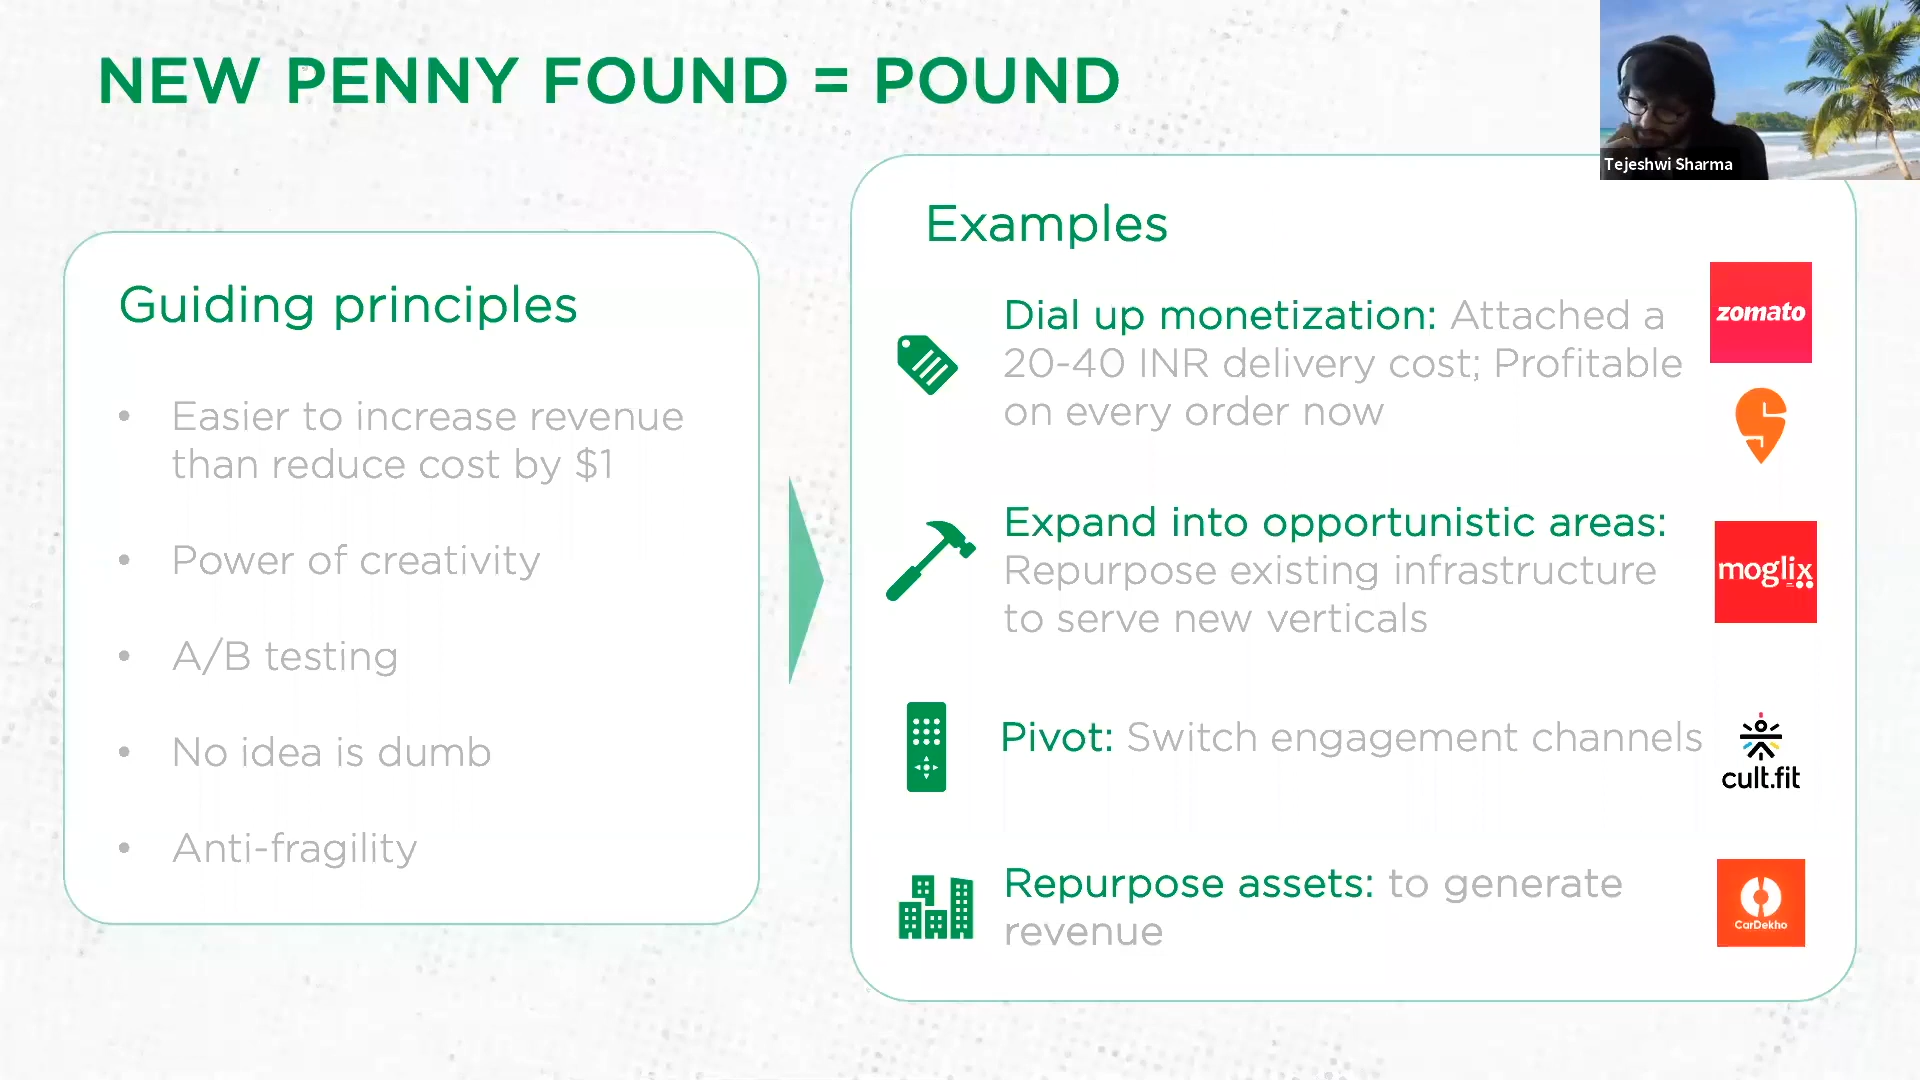 NEW PENNY FOUND = POUND
Tejeshwi Sharma
Guiding principles
• Easier to increase revenue
than reduce cost by $1
• Power of creativity
• A/B testing
• No idea is dumb
• Anti-fragility
Examples
Dial up monetization: Attached a
20-40 INR delivery cost; Profitable
on every order now
zomato
Expand into opportunistic areas:
Repurpose existing infrastructure
to serve new verticals
moglix
Pivot: Switch engagement channels
cult.fit
Repurpose assets: to generate
revenue
CarDekho